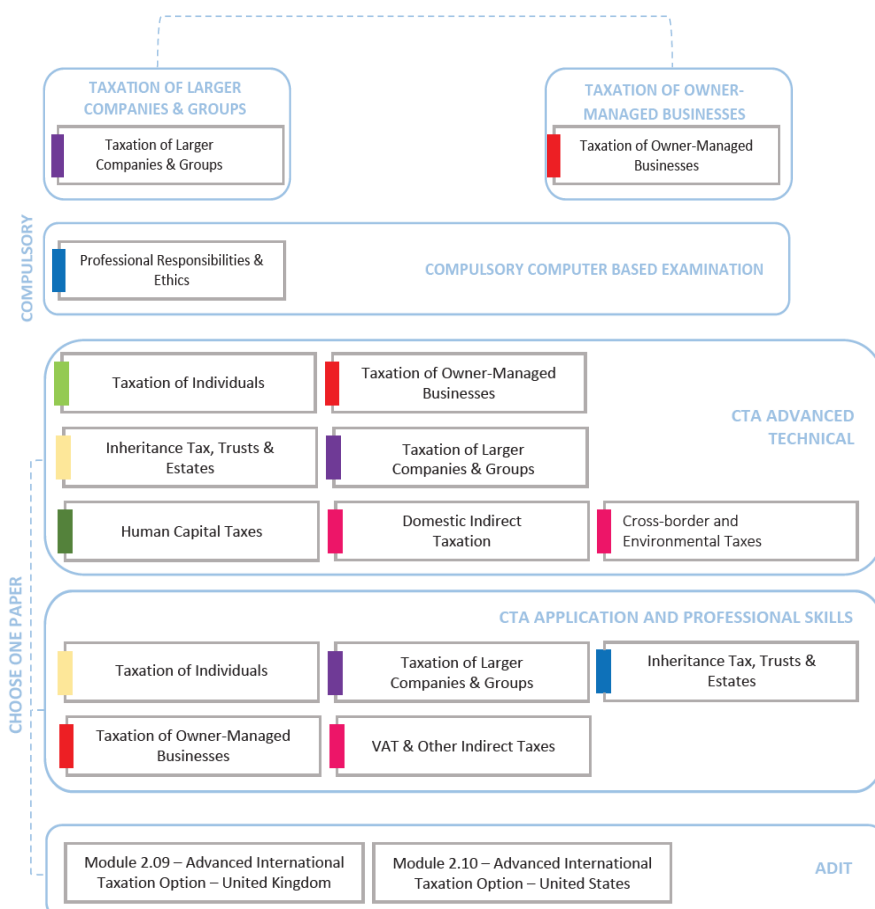 TAXATION OF LARGER
COMPANIES & GROUPS
Taxation of Larger
Companies & Groups
TAXATION OF OWNER-
MANAGED BUSINESSES
Taxation of Owner-Managed
Businesses
COMPULSORY
Professional Responsibilities &
Ethics
COMPULSORY COMPUTER BASED EXAMINATION
CHOOSE ONE PAPER
CTA ADVANCED
TECHNICAL
Taxation of Individuals
Taxation of Owner-Managed
Businesses
Inheritance Tax, Trusts &
Estates
Taxation of Larger
Companies & Groups
Human Capital Taxes
Domestic Indirect
Taxation
Cross-border and
Environmental Taxes
CTA APPLICATION AND PROFESSIONAL SKILLS
Taxation of Individuals
Taxation of Larger
Companies & Groups
Inheritance Tax, Trusts &
Estates
Taxation of Owner-Managed
Businesses
VAT & Other Indirect Taxes
Module 2.09 – Advanced International
Taxation Option – United Kingdom
Module 2.10 – Advanced International
Taxation Option – United States
ADIT